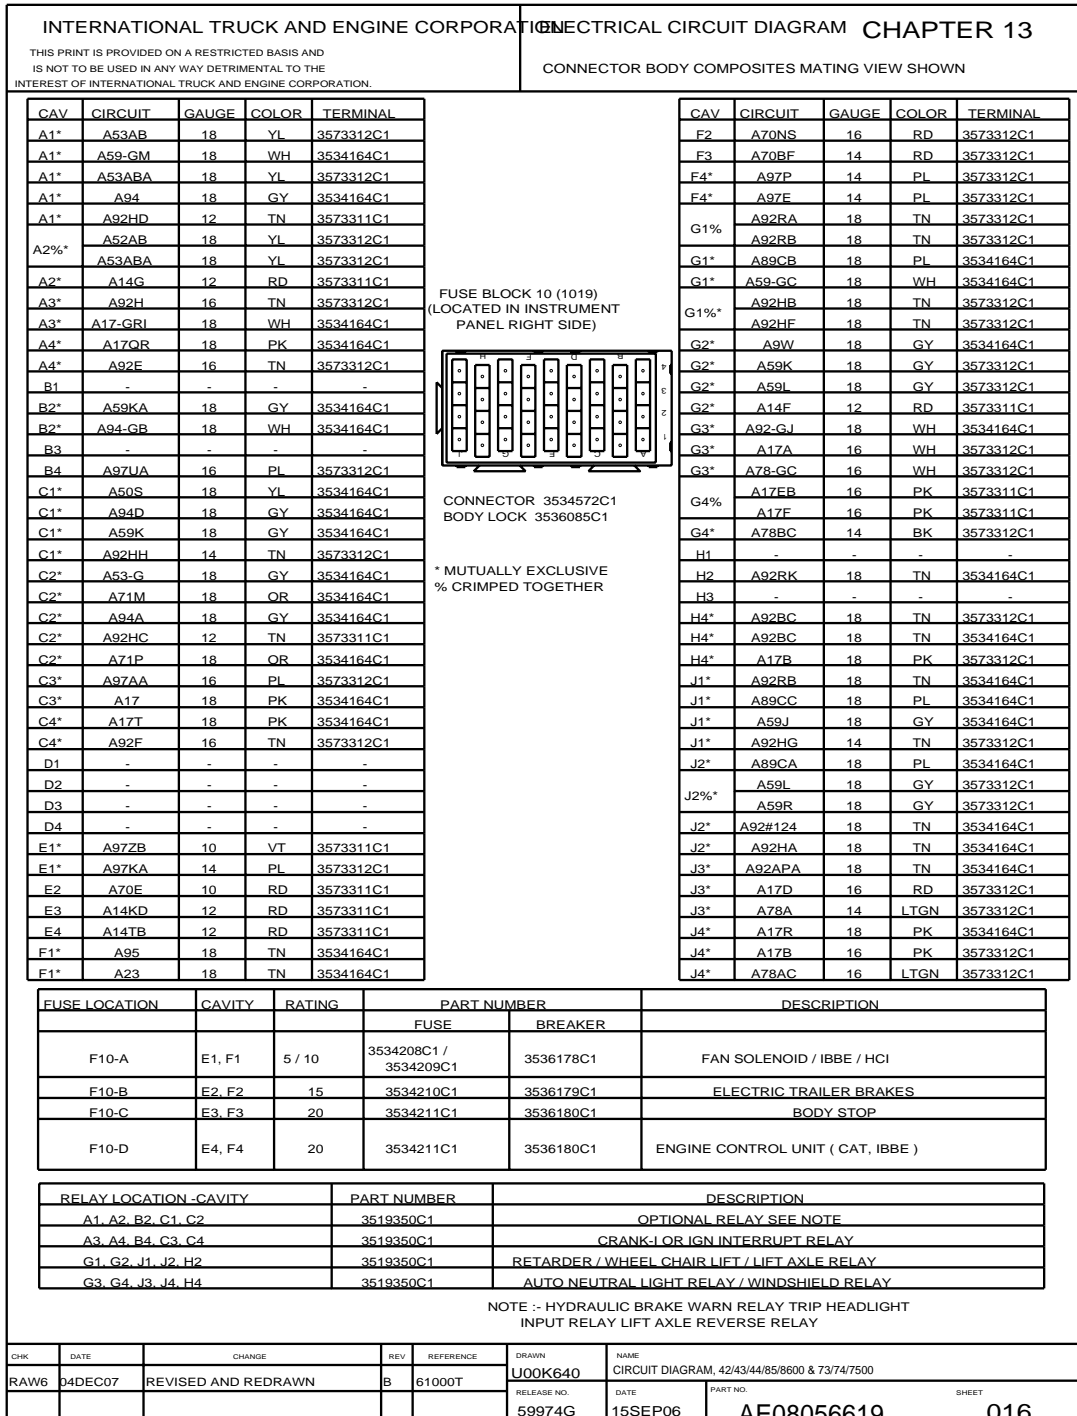 INTERNATIONAL TRUCK AND ENGINE CORPORATION
THIS PRINT IS PROVIDED ON A RESTRICTED BASIS AND
IS NOT TO BE USED IN ANY WAY DETRIMENTAL TO THE
INTEREST OF INTERNATIONAL TRUCK AND ENGINE CORPORATION.
ELECTRICAL CIRCUIT DIAGRAM CHAPTER 13
CONNECTOR BODY COMPOSITES MATING VIEW SHOWN
CAV CIRCUIT GAUGE COLOR TERMINAL
A1* A53AB 18 YL 3573312C1
A1* A59-GM 18 WH 3534164C1
A1* A53ABA 18 YL 3573312C1
A1* A94 18 GY 3534164C1
A1* A92HD 12 TN 3573311C1
A2%* A52AB 18 YL 3573312C1
A53ABA 18 YL 3573312C1
A2* A14G 12 RD 3573311C1
A3* A92H 16 TN 3573312C1
A3* A17-GRI 18 WH 3534164C1
A4* A17QR 18 PK 3534164C1
A4* A92E 16 TN 3573312C1
B1 - - - -
B2* A59KA 18 GY 3534164C1
B2* A94-GB 18 WH 3534164C1
B3 - - - -
B4 A97UA 16 PL 3573312C1
C1* A50S 18 YL 3534164C1
C1* A94D 18 GY 3534164C1
C1* A59K 18 GY 3534164C1
C1* A92HH 14 TN 3573312C1
C2* A53-G 18 GY 3534164C1
C2* A71M 18 OR 3534164C1
C2* A94A 18 GY 3534164C1
C2* A92HC 12 TN 3573311C1
C2* A71P 18 OR 3534164C1
C3* A97AA 16 PL 3573312C1
C3* A17 18 PK 3534164C1
C4* A17T 18 PK 3534164C1
C4* A92F 16 TN 3573312C1
D1 - - - -
D2 - - - -
D3 - - - -
D4 - - - -
E1* A97ZB 10 VT 3573311C1
E1* A97KA 14 PL 3573312C1
E2 A70E 10 RD 3573311C1
E3 A14KD 12 RD 3573311C1
E4 A14TB 12 RD 3573311C1
F1* A95 18 TN 3534164C1
F1* A23 18 TN 3534164C1
FUSE BLOCK 10 (1019)
(LOCATED IN INSTRUMENT
PANEL RIGHT SIDE)
H F D B
4
3
2
1
J G E C A
CONNECTOR 3534572C1
BODY LOCK 3536085C1
* MUTUALLY EXCLUSIVE
% CRIMPED TOGETHER
CAV CIRCUIT GAUGE COLOR TERMINAL
F2 A70NS 16 RD 3573312C1
F3 A70BF 14 RD 3573312C1
F4* A97P 14 PL 3573312C1
F4* A97E 14 PL 3573312C1
G1% A92RA 18 TN 3573312C1
A92RB 18 TN 3573312C1
G1* A89CB 18 PL 3534164C1
G1* A59-GC 18 WH 3534164C1
G1%* A92HB 18 TN 3573312C1
A92HF 18 TN 3573312C1
G2* A9W 18 GY 3534164C1
G2* A59K 18 GY 3573312C1
G2* A59L 18 GY 3573312C1
G2* A14F 12 RD 3573311C1
G3* A92-GJ 18 WH 3534164C1
G3* A17A 16 WH 3573312C1
G3* A78-GC 16 WH 3573312C1
G4% A17EB 16 PK 3573311C1
A17F 16 PK 3573311C1
G4* A78BC 14 BK 3573312C1
H1 - - - -
H2 A92RK 18 TN 3534164C1
H3 - - - -
H4* A92BC 18 TN 3573312C1
H4* A92BC 18 TN 3534164C1
H4* A17B 18 PK 3573312C1
J1* A92RB 18 TN 3534164C1
J1* A89CC 18 PL 3534164C1
J1* A59J 18 GY 3534164C1
J1* A92HG 14 TN 3573312C1
J2* A89CA 18 PL 3534164C1
J2%* A59L 18 GY 3573312C1
A59R 18 GY 3573312C1
J2* A92#124 18 TN 3534164C1
J2* A92HA 18 TN 3534164C1
J3* A92APA 18 TN 3534164C1
J3* A17D 16 RD 3573312C1
J3* A78A 14 LTGN 3573312C1
J4* A17R 18 PK 3534164C1
J4* A17B 16 PK 3573312C1
J4* A78AC 16 LTGN 3573312C1
FUSE LOCATION CAVITY RATING PART NUMBER DESCRIPTION
FUSE BREAKER
F10-A E1, F1 5 / 10 3534208C1 / 3534209C1 3536178C1 FAN SOLENOID / IBBE / HCI
F10-B E2, F2 15 3534210C1 3536179C1 ELECTRIC TRAILER BRAKES
F10-C E3, F3 20 3534211C1 3536180C1 BODY STOP
F10-D E4, F4 20 3534211C1 3536180C1 ENGINE CONTROL UNIT ( CAT, IBBE )
RELAY LOCATION -CAVITY PART NUMBER DESCRIPTION
A1, A2, B2, C1, C2 3519350C1 OPTIONAL RELAY SEE NOTE
A3, A4, B4, C3, C4 3519350C1 CRANK-I OR IGN INTERRUPT RELAY
G1, G2, J1, J2, H2 3519350C1 RETARDER / WHEEL CHAIR LIFT / LIFT AXLE RELAY
G3, G4, J3, J4, H4 3519350C1 AUTO NEUTRAL LIGHT RELAY / WINDSHIELD RELAY
NOTE :- HYDRAULIC BRAKE WARN RELAY TRIP HEADLIGHT
INPUT RELAY LIFT AXLE REVERSE RELAY
CHK DATE CHANGE REV REFERENCE
RAW6 04DEC07 REVISED AND REDRAWN B 61000T
DRAWN
U00K640
NAME
CIRCUIT DIAGRAM, 42/43/44/85/8600 & 73/74/7500
RELEASE NO.
59974G
DATE
15SEP06
PART NO.
AE08056619
SHEET
016